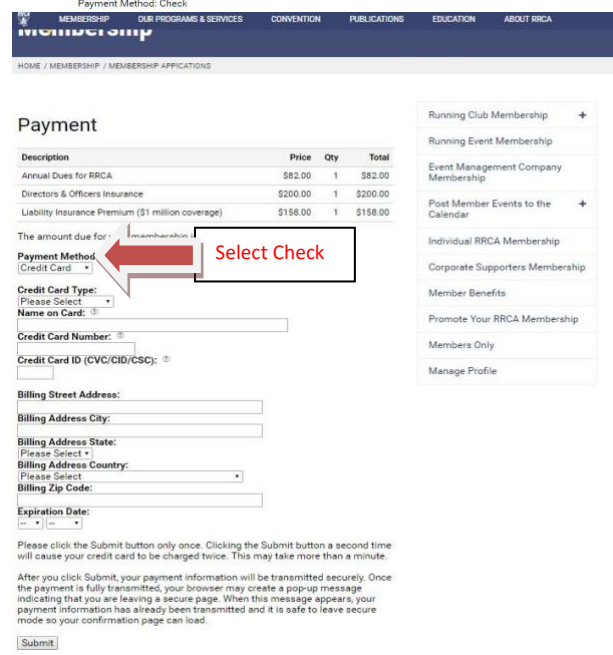 Payment Method: Check
MEMBERSHIP OUR PROGRAMS & SERVICES CONVENTION PUBLICATIONS EDUCATION ABOUT RRCA
Membership
HOME / MEMBERSHIP / MEMBERSHIP APPICATIONS
Payment
Description Price Qty Total
Annual Dues for RRCA $82.00 1 $82.00
Directors & Officers Insurance $200.00 1 $200.00
Liability Insurance Premium ($1 million coverage) $158.00 1 $158.00
The amount due for membership
Select Check
Payment Method
Credit Card
Credit Card Type:
Please Select
Name on Card:
Credit Card Number:
Credit Card ID (CVC/CID/CSC):
Billing Street Address:
Billing Address City:
Billing Address State:
Please Select
Billing Address Country:
Please Select
Billing Zip Code:
Expiration Date:
-- --
Please click the Submit button only once. Clicking the Submit button a second time
will cause your credit card to be charged twice. This may take more than a minute.
After you click Submit, your payment information will be transmitted securely. Once
the payment is fully transmitted, your browser may create a pop-up message
indicating that you are leaving a secure page. When this message appears, your
payment information has already been transmitted and it is safe to leave secure
mode so your confirmation page can load.
Submit
Running Club Membership +
Running Event Membership
Event Management Company
Membership
Post Member Events to the +
Calendar
Individual RRCA Membership
Corporate Supporters Membership
Member Benefits
Promote Your RRCA Membership
Members Only
Manage Profile